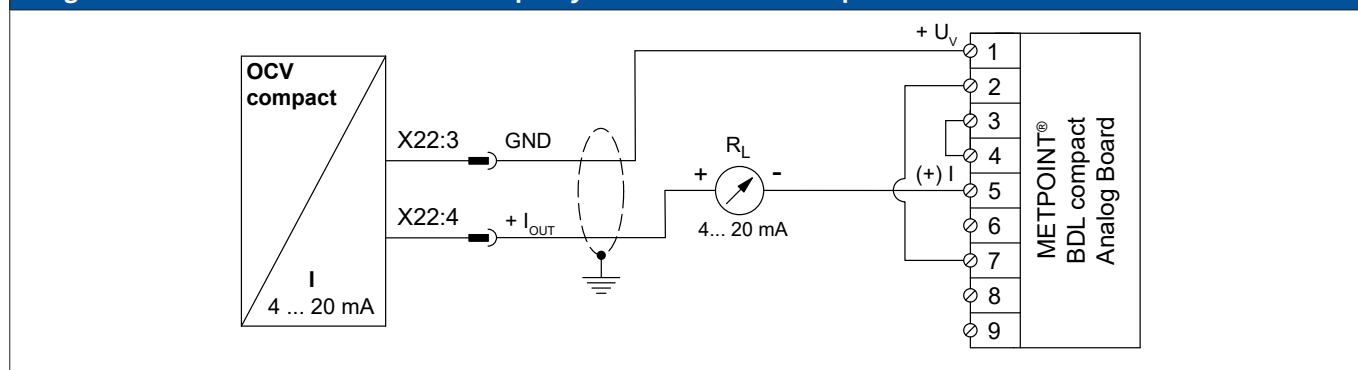 OCV
compact
I
4 ... 20 mA
X22:3
GND
X22:4
+ I_OUT
R_L
+
-
4... 20 mA
+ U_V
(+) I
1
2
3
4
5
6
7
8
9
METPOINT®
BDL compact
Analog Board